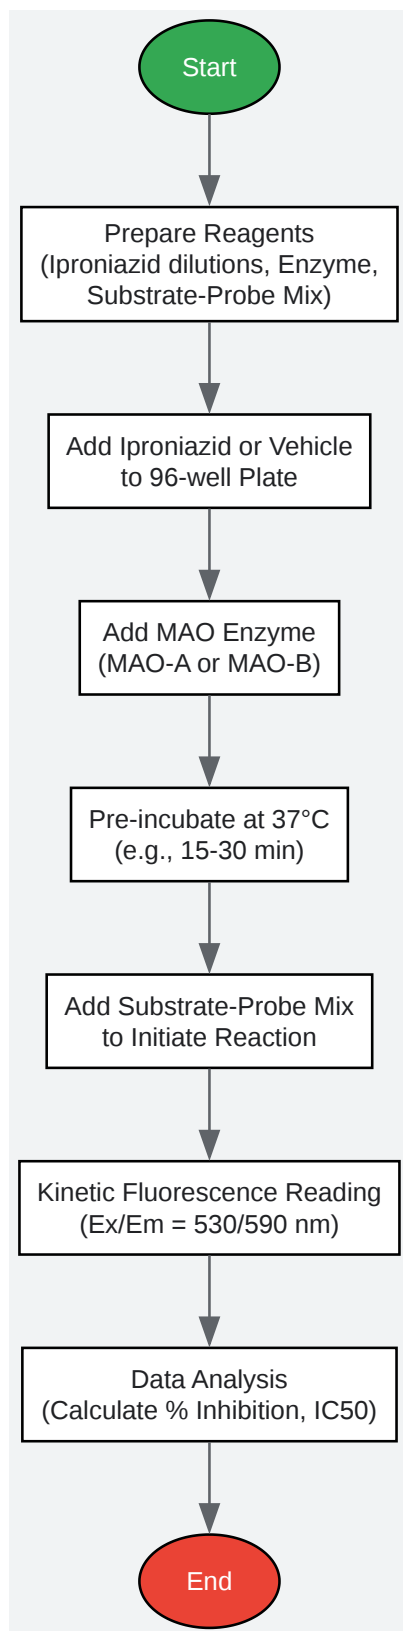 Start
Prepare Reagents
(Iproniazid dilutions, Enzyme,
Substrate-Probe Mix)
Add Iproniazid or Vehicle
to 96-well Plate
Add MAO Enzyme
(MAO-A or MAO-B)
Pre-incubate at 37°C
(e.g., 15-30 min)
Add Substrate-Probe Mix
to Initiate Reaction
Kinetic Fluorescence Reading
(Ex/Em = 530/590 nm)
Data Analysis
(Calculate % Inhibition, IC50)
End